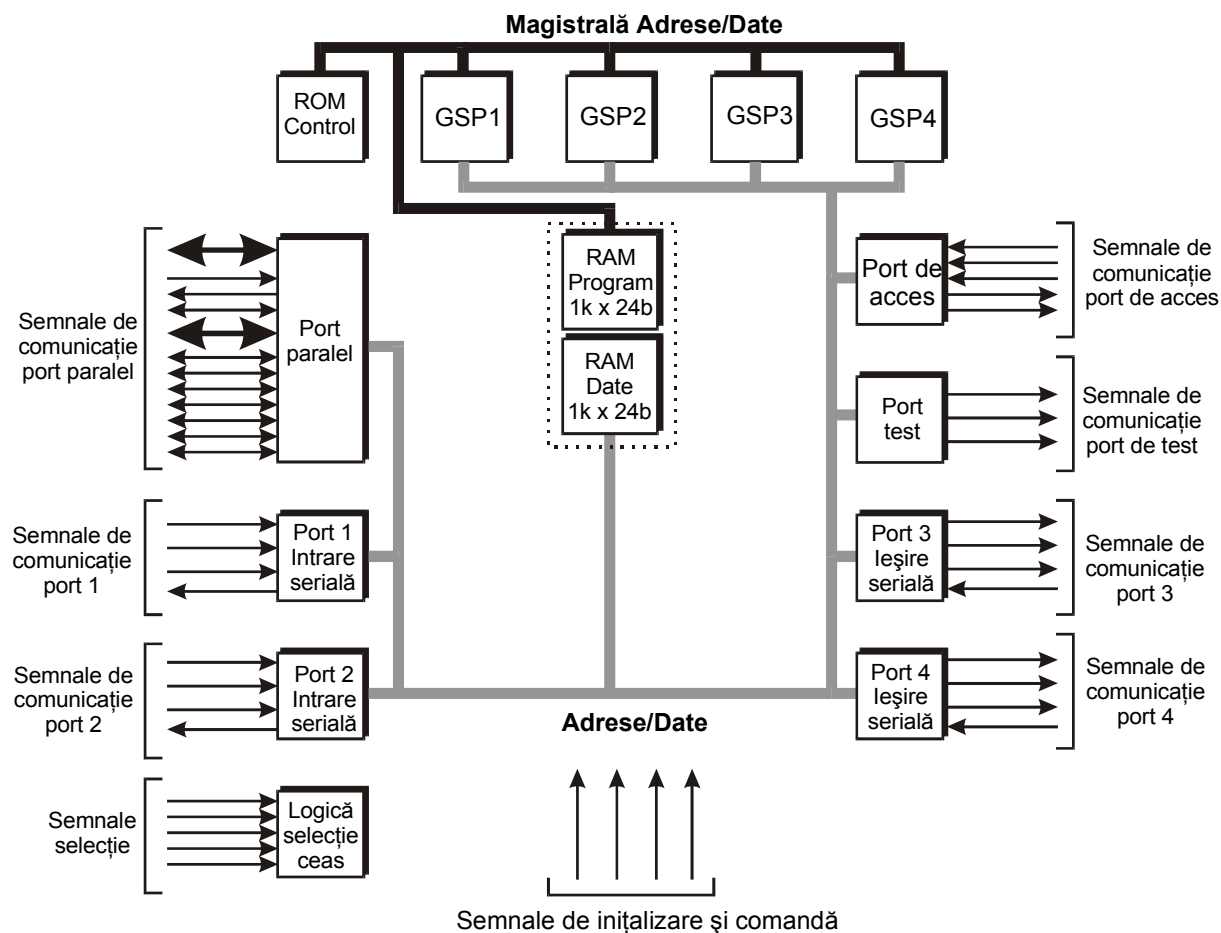 Magistrală Adrese/Date
ROM
Control
GSP1
GSP2
GSP3
GSP4
Semnale de
comunicație
port paralel
Port
paralel
RAM
Program
1k x 24b
RAM
Date
1k x 24b
Port de
acces
Semnale de
comunicație
port de acces
Port
test
Semnale de
comunicație
port de test
Semnale de
comunicație
port 1
Port 1
Intrare
serială
Port 3
Ieşire
serială
Semnale de
comunicație
port 3
Semnale de
comunicație
port 2
Port 2
Intrare
serială
Port 4
Ieşire
serială
Semnale de
comunicație
port 4
Adrese/Date
Semnale
selecție
Logică
selecție
ceas
Semnale de inițalizare şi comandă